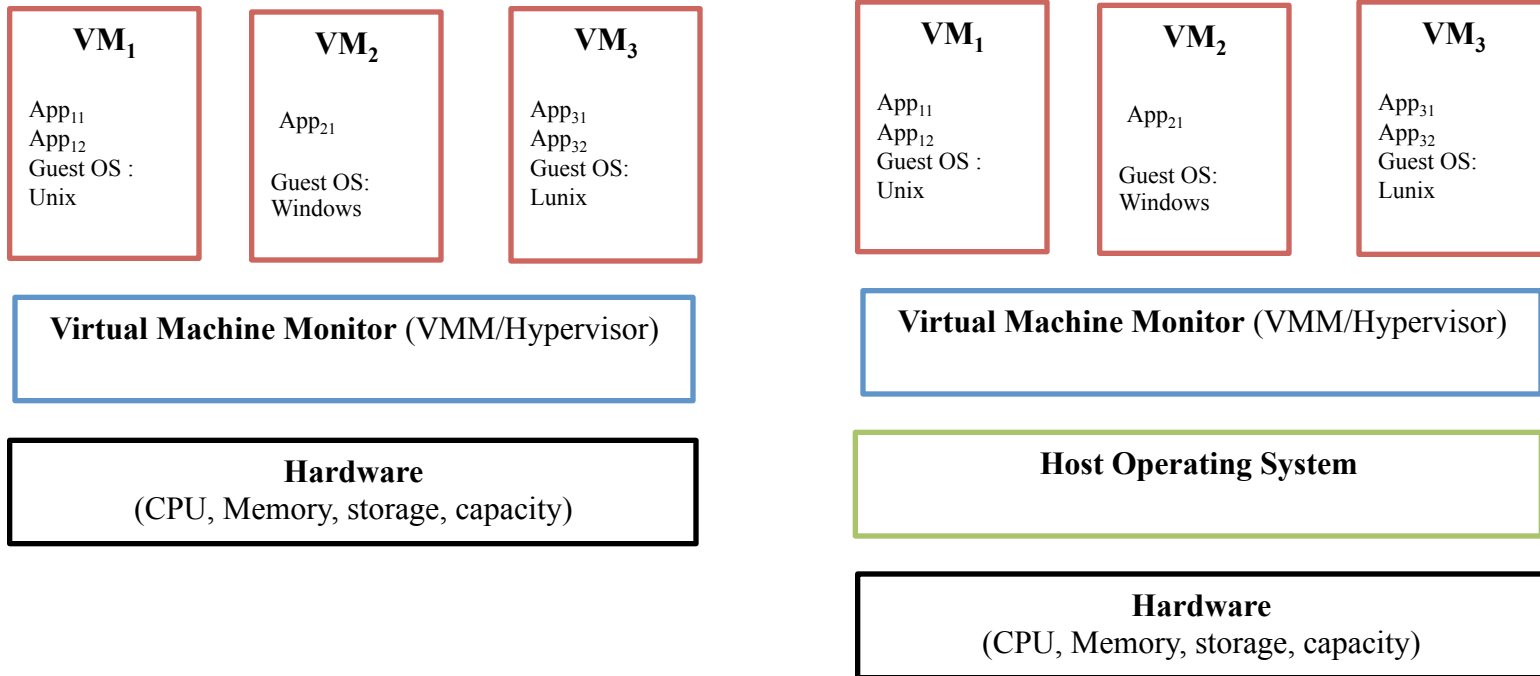 VM₁
App₁₁
App₁₂
Guest OS :
Unix
VM₂
App₂₁
Guest OS:
Windows
VM₃
App₃₁
App₃₂
Guest OS:
Lunix
Virtual Machine Monitor (VMM/Hypervisor)
Hardware
(CPU, Memory, storage, capacity)
VM₁
App₁₁
App₁₂
Guest OS :
Unix
VM₂
App₂₁
Guest OS:
Windows
VM₃
App₃₁
App₃₂
Guest OS:
Lunix
Virtual Machine Monitor (VMM/Hypervisor)
Host Operating System
Hardware
(CPU, Memory, storage, capacity)